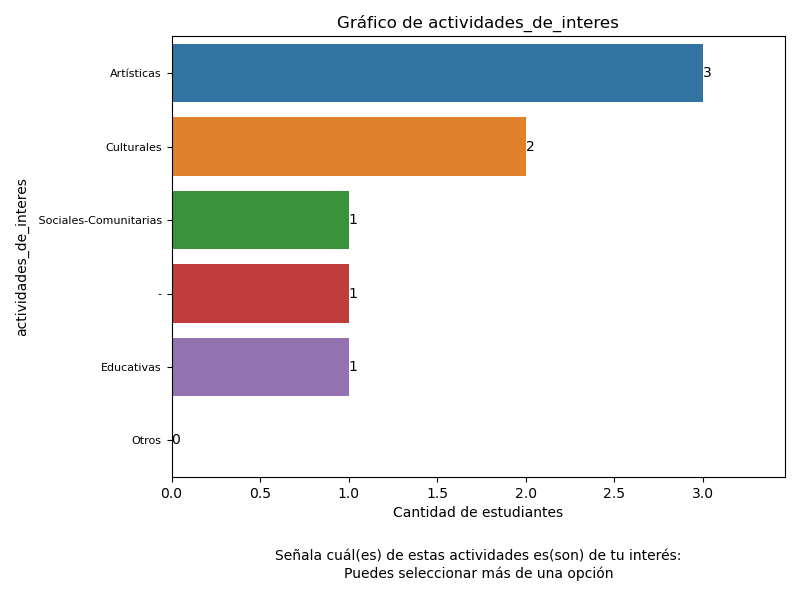 Gráfico de actividades_de_interes
actividades_de_interes
Artísticas
3
Culturales
2
Sociales-Comunitarias
1
-
1
Educativas
1
Otros
0
0.0 0.5 1.0 1.5 2.0 2.5 3.0
Cantidad de estudiantes
Señala cuál(es) de estas actividades es(son) de tu interés:
Puedes seleccionar más de una opción